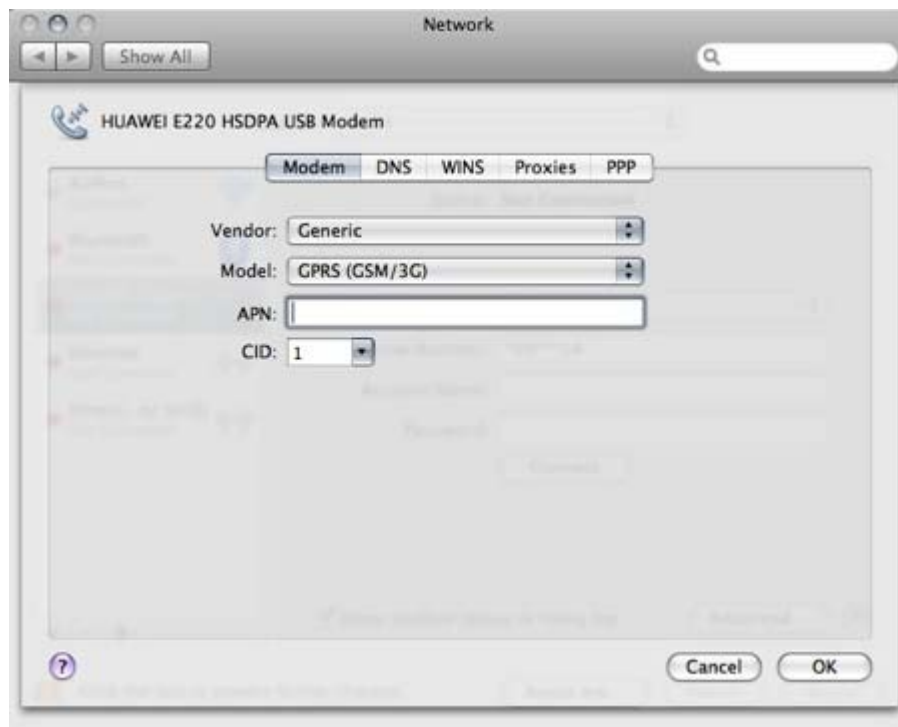 Network
Show All
HUAWEI E220 HSDPA USB Modem
Modem DNS WINS Proxies PPP
Vendor: Generic
Model: GPRS (GSM/3G)
APN:
CID: 1
?
Cancel OK